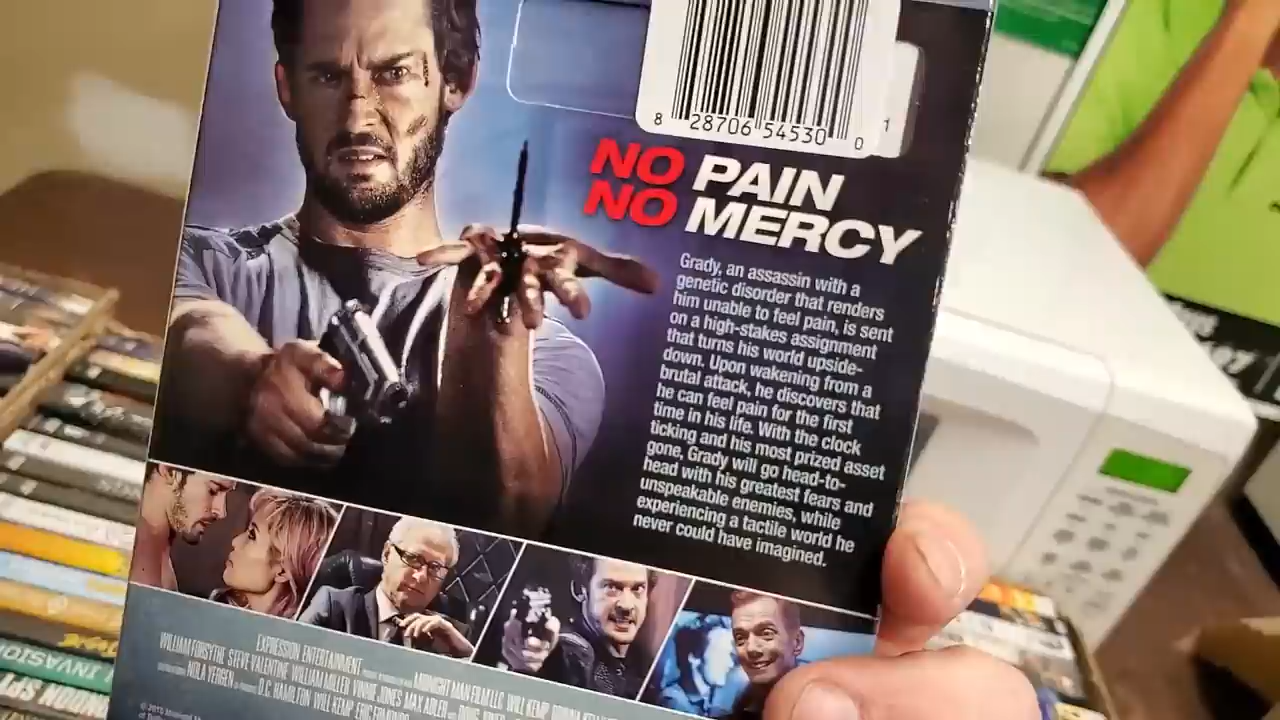 8 28706 54530 0 1
NO PAIN
NO MERCY
Grady, an assassin with a
genetic disorder that renders
him unable to feel pain, is sent
on a high-stakes assignment
that turns his world upside-
down. Upon wakening from a
brutal attack, he discovers that
he can feel pain for the first
time in his life. With the clock
ticking and his most prized asset
gone, Grady will go head-to-
head with his greatest fears and
unspeakable enemies, while
experiencing a tactile world he
never could have imagined.
EXPRESSION ENTERTAINMENT MIDNIGHT MAN FILM, LLC WILL KEMP
WILLIAM FORSYTHE STEVE VALENTINE WILLIAM MILLER VINNIE JONES MAX ADLER
NOLA YERGEN D.C. HAMILTON WILL KEMP
INVASION